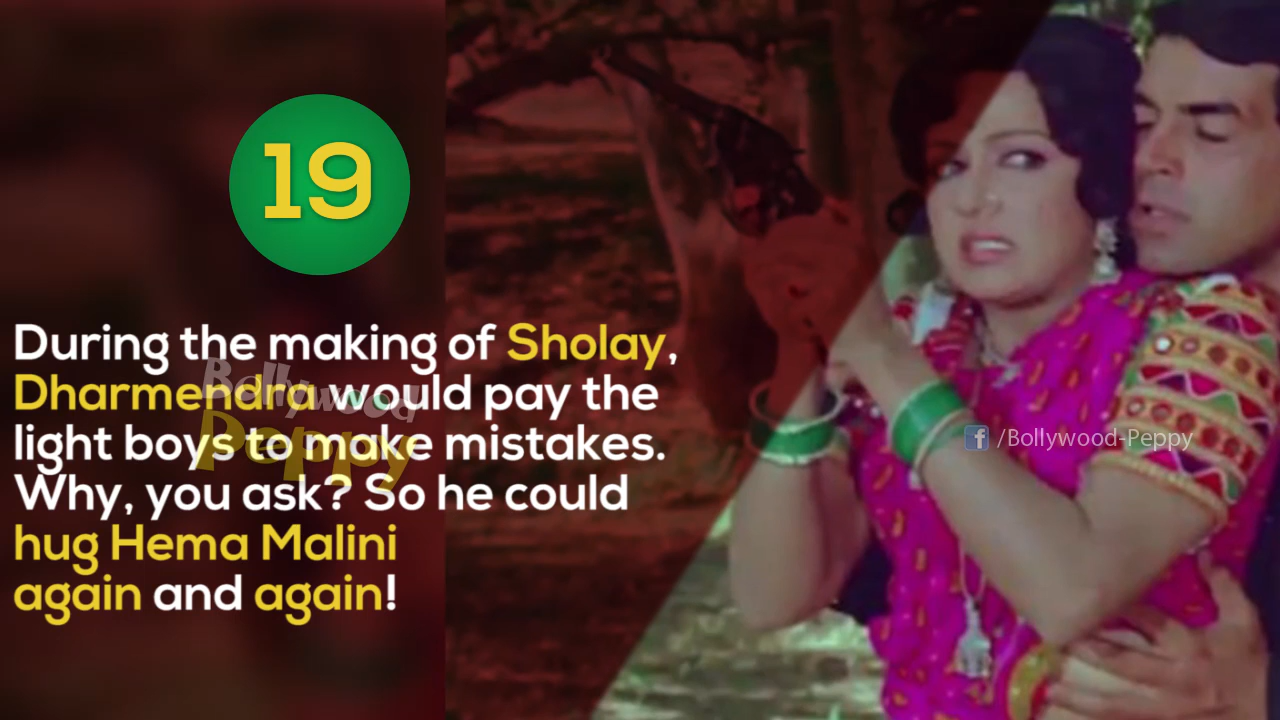 19
During the making of Sholay,
Dharmendra would pay the
light boys to make mistakes.
Why, you ask? So he could
hug Hema Malini
again and again!
Bollywood
Peppy
f /Bollywood-Peppy